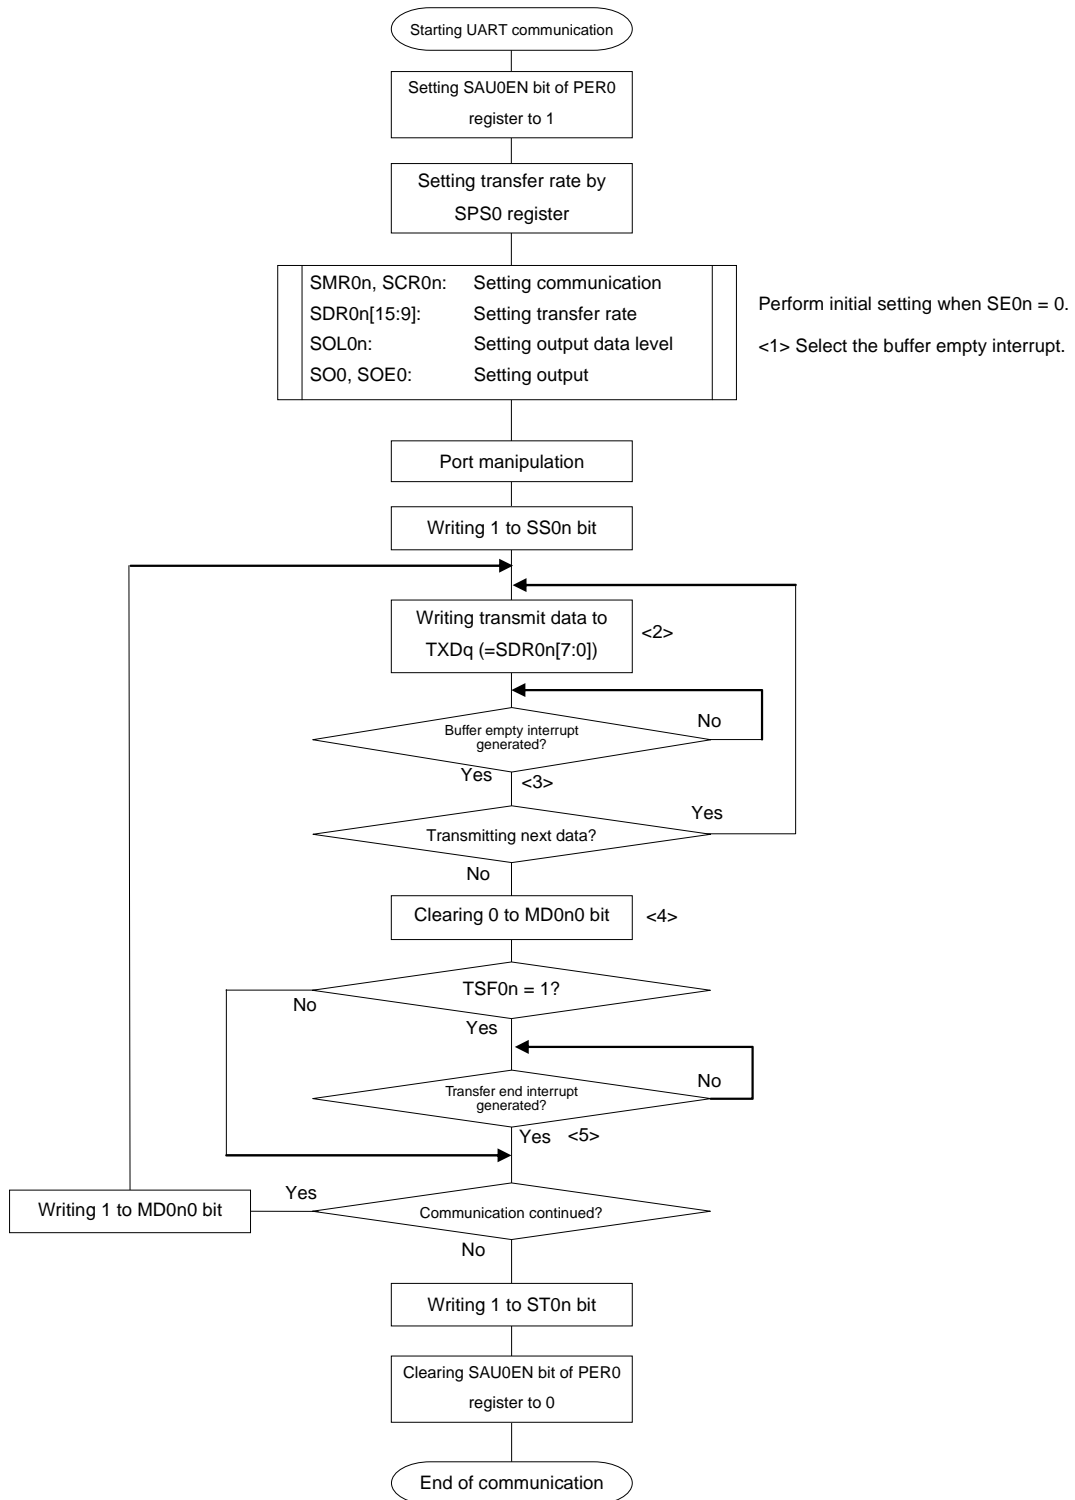 Starting UART communication
Setting SAU0EN bit of PER0
register to 1
Setting transfer rate by
SPS0 register
SMR0n, SCR0n: Setting communication
SDR0n[15:9]: Setting transfer rate
SOL0n: Setting output data level
SO0, SOE0: Setting output
Perform initial setting when SE0n = 0.
<1> Select the buffer empty interrupt.
Port manipulation
Writing 1 to SS0n bit
Writing transmit data to
TXDq (=SDR0n[7:0])
<2>
Buffer empty interrupt
generated?
No
Yes
<3>
Transmitting next data?
Yes
No
Clearing 0 to MD0n0 bit
<4>
TSF0n = 1?
No
Yes
Transfer end interrupt
generated?
No
Yes
<5>
Communication continued?
Yes
Writing 1 to MD0n0 bit
No
Writing 1 to ST0n bit
Clearing SAU0EN bit of PER0
register to 0
End of communication